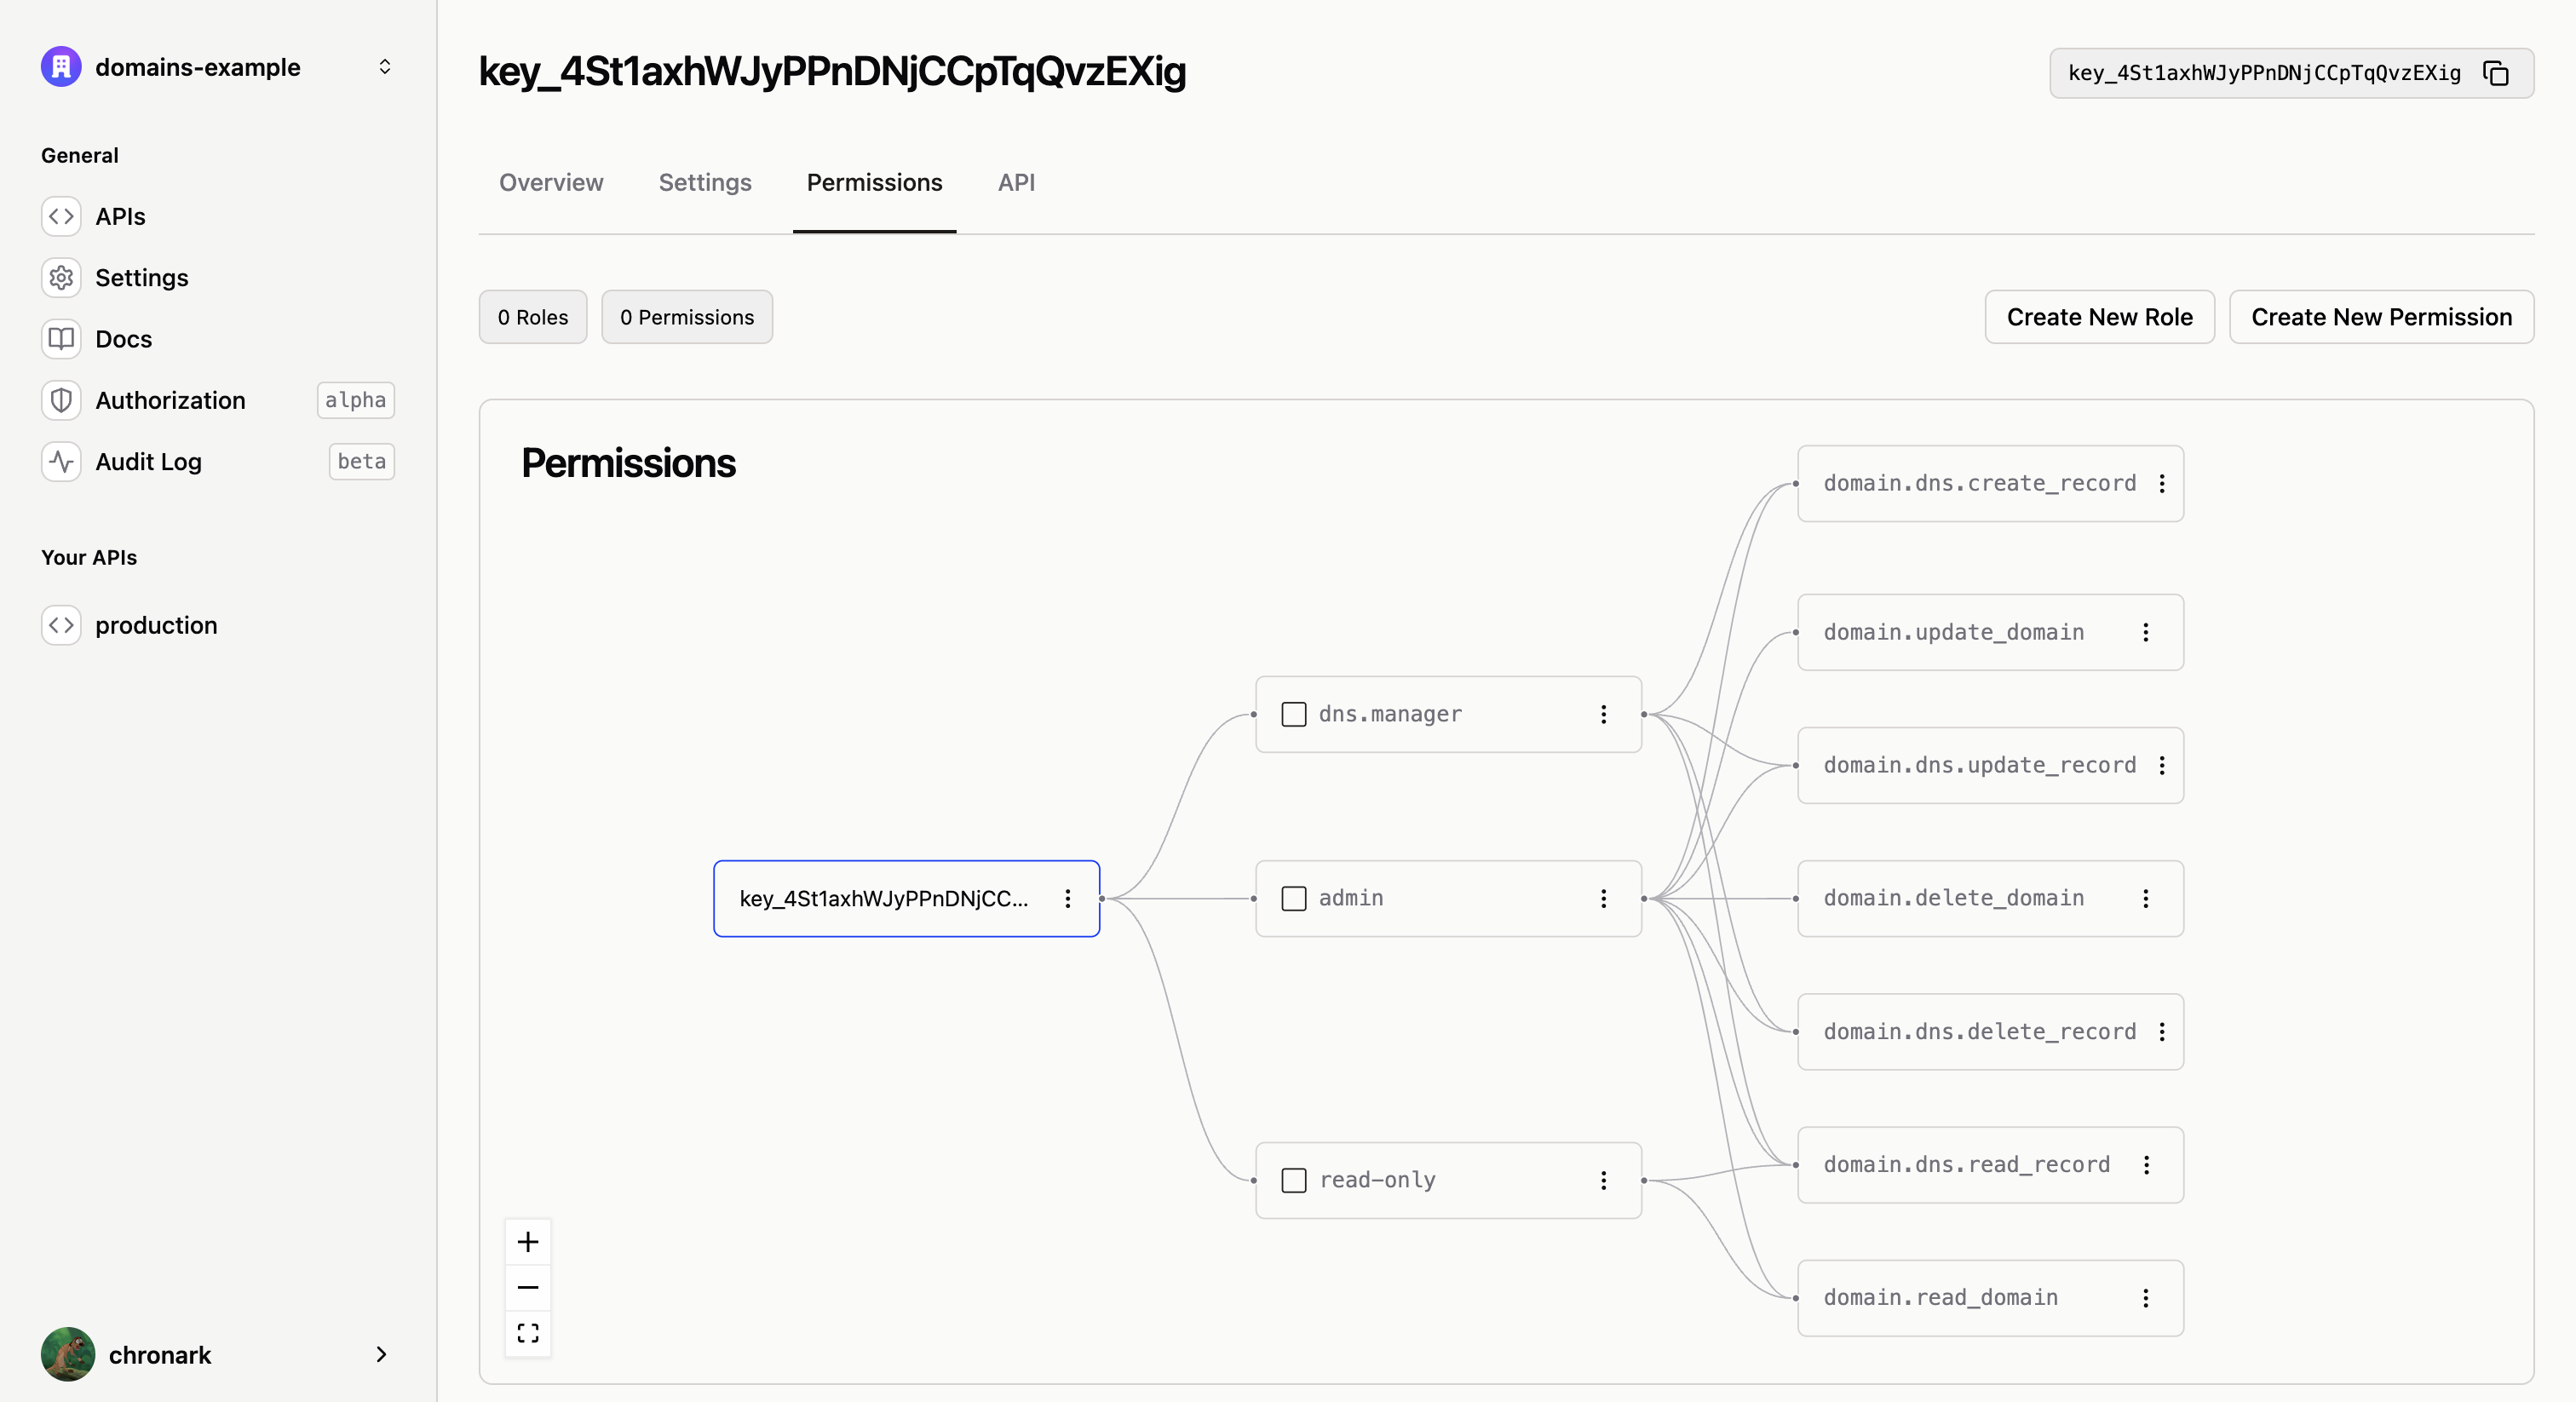 domains-example
General
APIs
Settings
Docs
Authorization alpha
Audit Log beta
Your APIs
production
chronark
key_4St1axhWJyPPnDNjCCpTqQvzEXig
key_4St1axhWJyPPnDNjCCpTqQvzEXig
Overview Settings Permissions API
0 Roles 0 Permissions
Create New Role Create New Permission
Permissions
key_4St1axhWJyPPnDNjCC...
dns.manager
admin
read-only
domain.dns.create_record
domain.update_domain
domain.dns.update_record
domain.delete_domain
domain.dns.delete_record
domain.dns.read_record
domain.read_domain